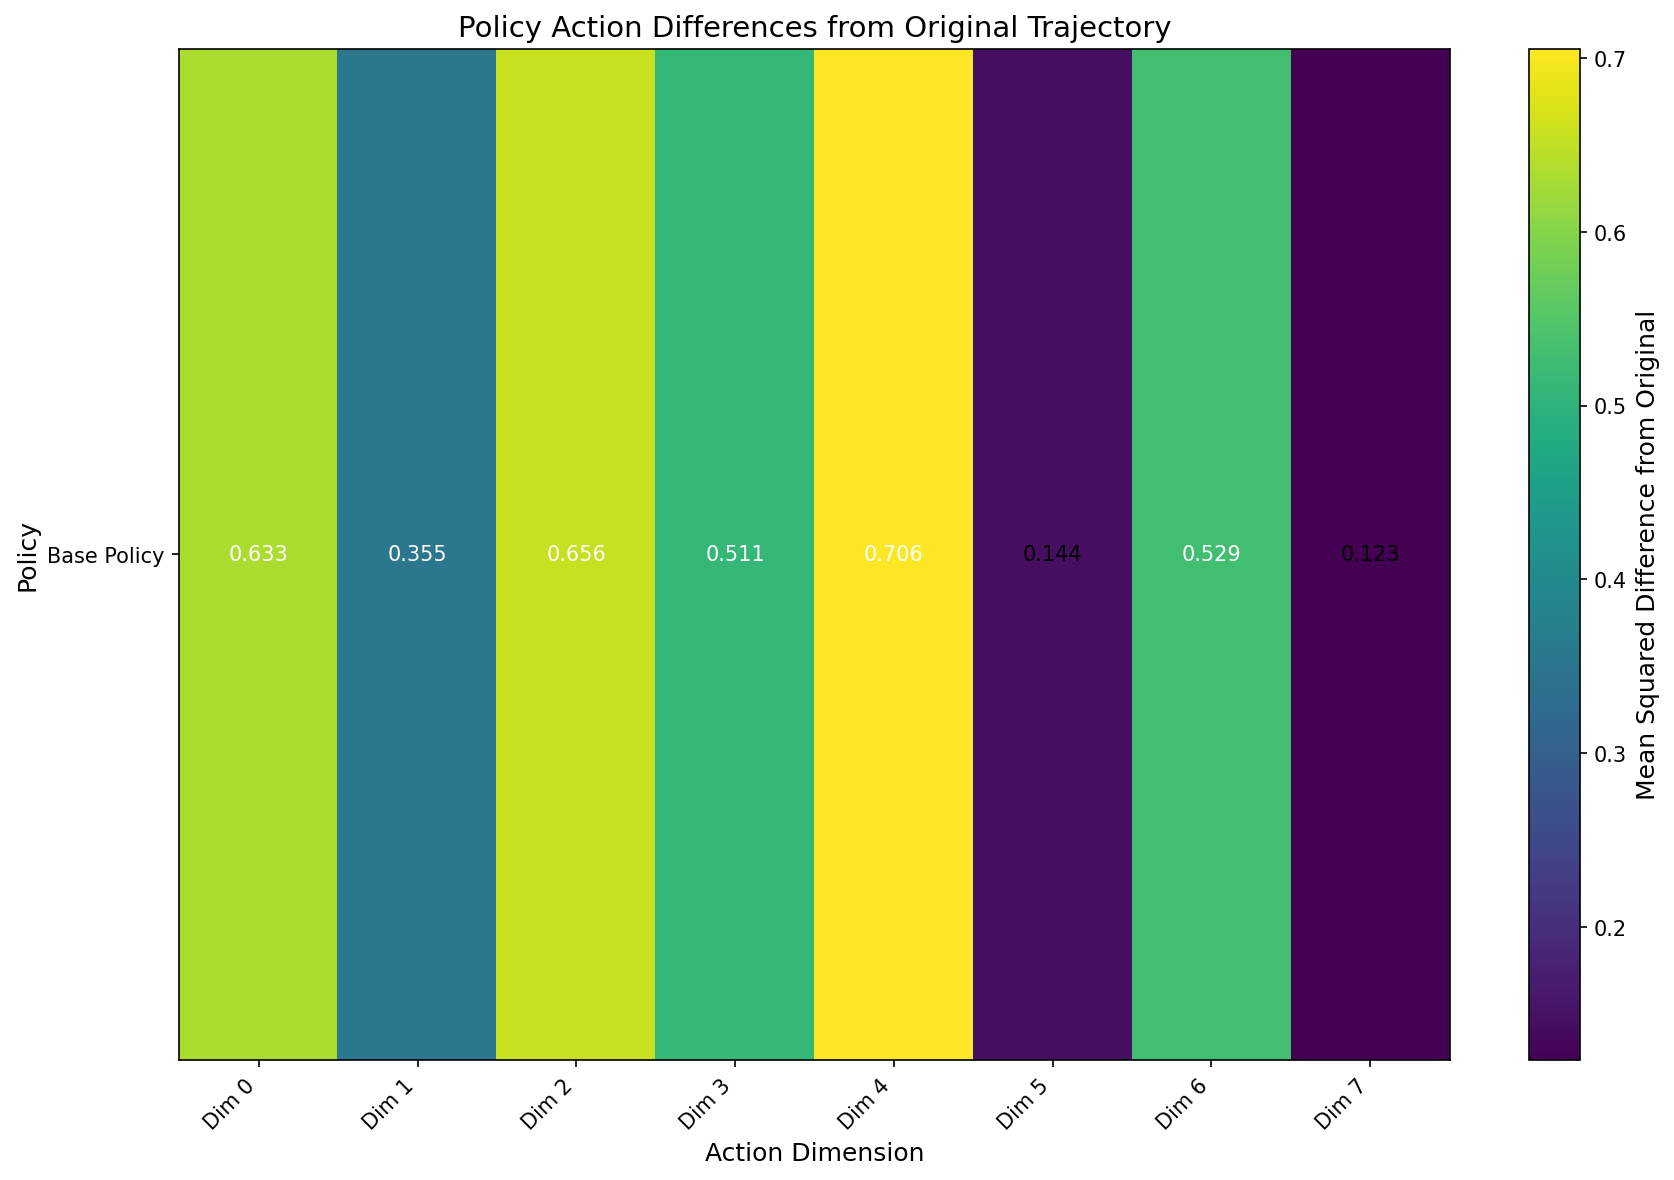 Policy Action Differences from Original Trajectory
Policy
Base Policy
0.633 0.355 0.656 0.511 0.706 0.144 0.529 0.123
Dim 0 Dim 1 Dim 2 Dim 3 Dim 4 Dim 5 Dim 6 Dim 7
Action Dimension
0.7
0.6
0.5
0.4
0.3
0.2
Mean Squared Difference from Original